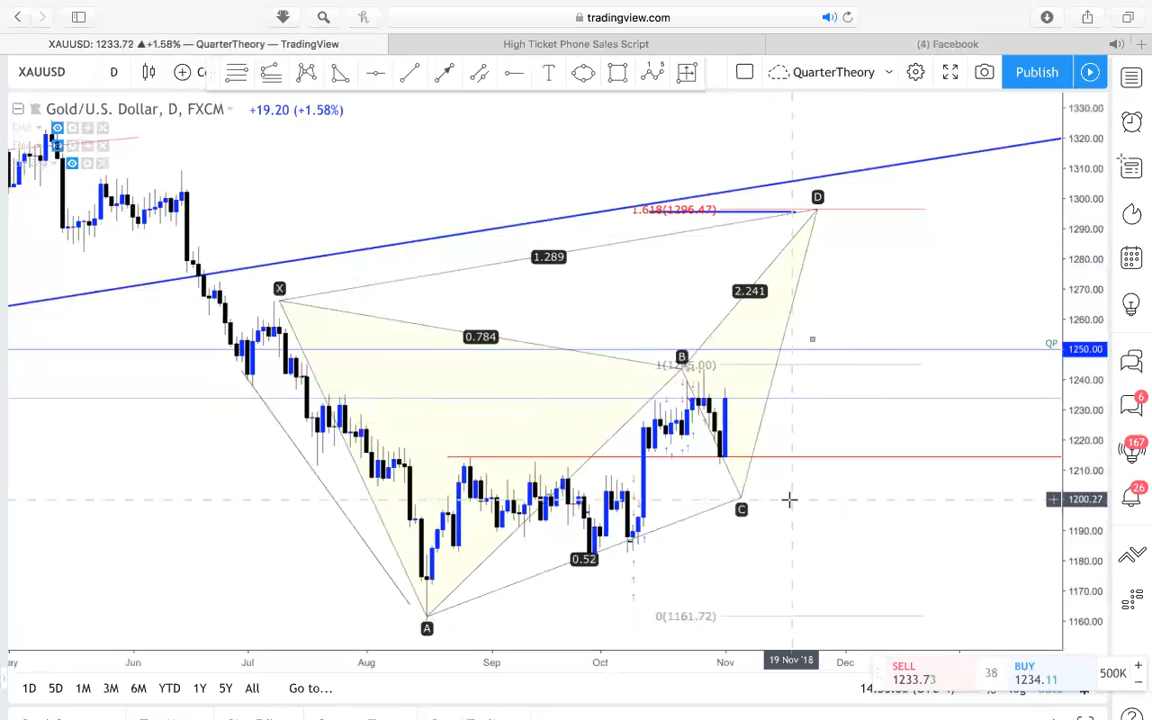 tradingview.com
XAUUSD: 1233.72 ▲+1.58% — QuarterTheory — TradingView
High Ticket Phone Sales Script
(4) Facebook
XAUUSD D QuarterTheory Publish
Gold/U.S. Dollar, D, FXCM +19.20 (+1.58%)
1330.00
1320.00
1310.00
1300.00
1280.00
1270.00
1260.00
1250.00
1240.00
1230.00
1220.00
1210.00
1200.27
1190.00
1180.00
1170.00
1160.00
D
1.618(1296.47)
1.289
X
2.241
0.784
QP
B
C
0.52
0(1161.72)
A
6
167
26
Jun Jul Aug Sep Oct Nov 19 Nov '18 Dec
SELL
1233.73
38
BUY
1234.11
500K
1D 5D 1M 3M 6M YTD 1Y 5Y All Go to...